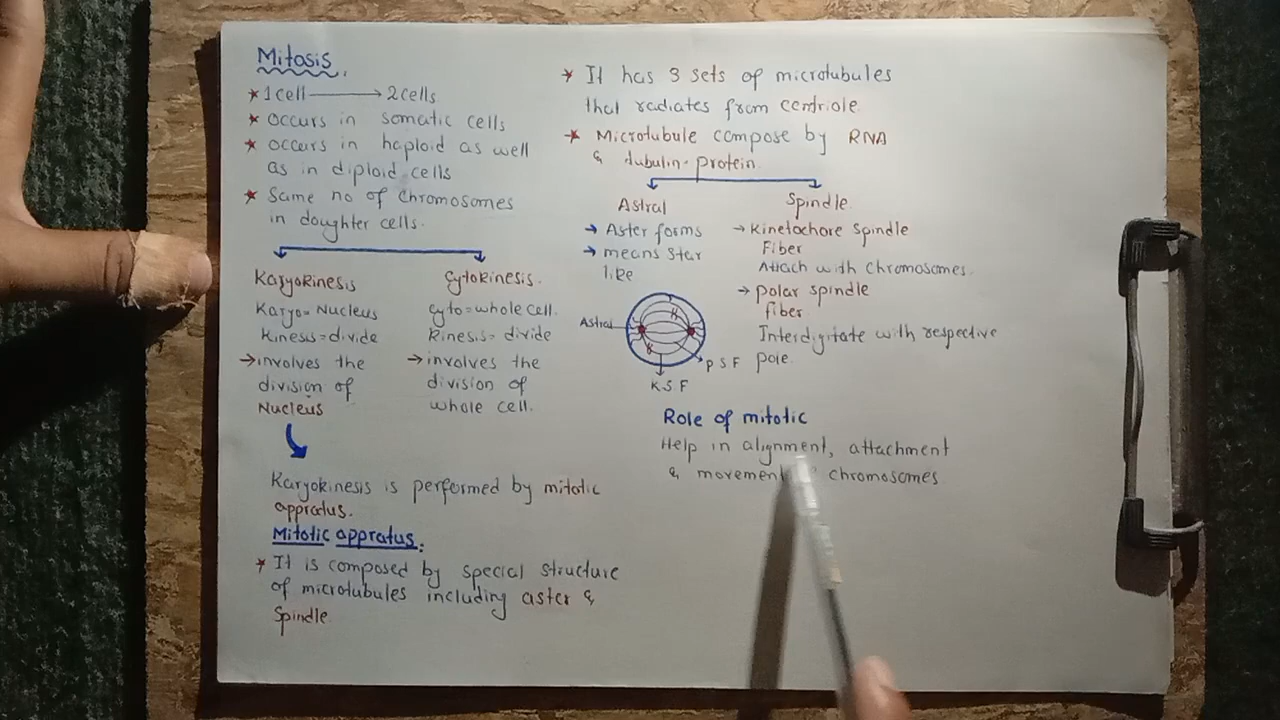 Mitosis.
* 1 cell → 2 cells
* occurs in somatic cells
* occurs in haploid as well
as in diploid cells
* Same no of chromosomes
in doughter cells.
Karyokinesis
Karyo= Nucleus
Kinesis=divide
→ involves the
division of
Nucleus
Cytokinesis.
Cyto=whole cell.
Kinesis= divide
→ involves the
division of
whole cell.
Karyokinesis is performed by mitotic
appratus.
Mitotic appratus.
* It is composed by special structure
of microtubules including aster &
Spindle
* It has 3 sets of microtubules
that radiates from centriole
* Microtubule compose by RNA
& tubulin-protein
Astral
→ Aster forms
→ means star
like
Spindle.
→ Kinetochore spindle
Fiber
Attach with chromosomes.
→ polar spindle
fiber
Interdigitate with respective
pole.
Astral
P S F
K.S.F
Role of mitotic
Help in alignment, attachment
& movement chromosomes